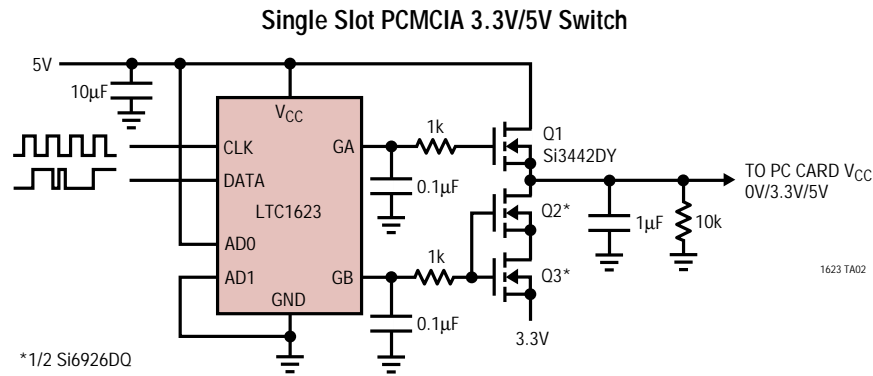 Single Slot PCMCIA 3.3V/5V Switch
5V
10µF
VCC
CLK
GA
1k
Q1
Si3442DY
DATA
0.1µF
TO PC CARD VCC
0V/3.3V/5V
LTC1623
Q2*
1µF
10k
AD0
1k
AD1
GB
Q3*
1623 TA02
GND
0.1µF
3.3V
*1/2 Si6926DQ